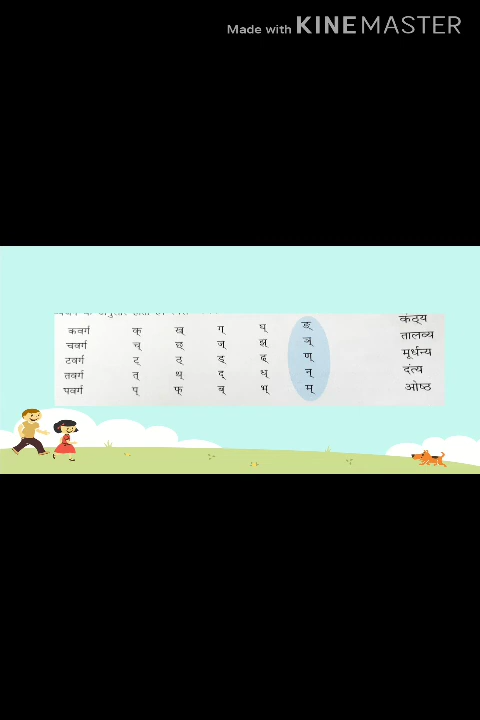 Made with KINEMASTER
कवर्ग क् ख् ग् घ् ङ् कंठ्य
चवर्ग च् छ् ज् झ् ञ् तालव्य
टवर्ग ट् ठ् ड् ढ् ण् मूर्धन्य
तवर्ग त् थ् द् ध् न् दंत्य
पवर्ग प् फ् ब् भ् म् ओष्ठ